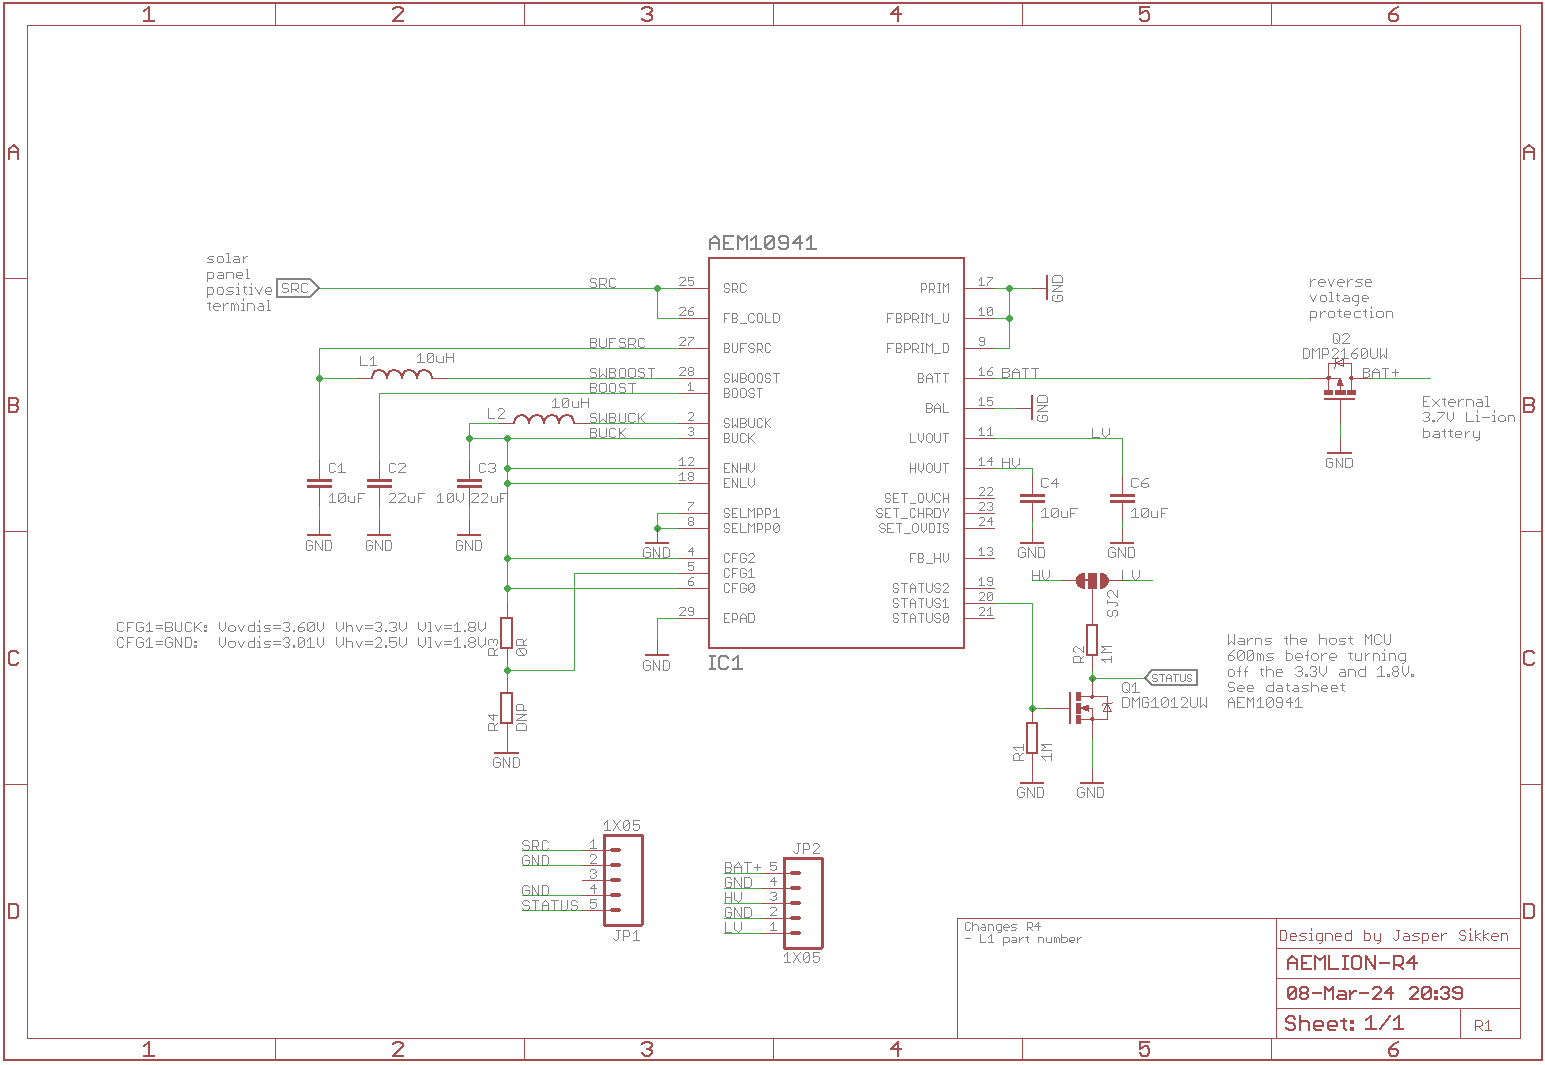 1 2 3 4 5 6
A A
B B
C C
D D
AEM10941
solar
panel
positive
terminal
SRC
SRC 25 SRC
26 FB_COLD
BUFSRC 27 BUFSRC
L1 10uH
SWBOOST 28 SWBOOST
BOOST 1 BOOST
L2 10uH
SWBUCK 2 SWBUCK
BUCK 3 BUCK
12 ENHV
18 ENLV
7 SELMPP1
8 SELMPP0
GND
4 CFG2
5 CFG1
6 CFG0
29 EPAD
GND
C1
10uF
GND
C2
22uF
GND
C3
10V 22uF
GND
CFG1=BUCK: Vovdis=3.60V Vhv=3.3V Vlv=1.8V
CFG1=GND: Vovdis=3.01V Vhv=2.5V Vlv=1.8V
R3
0R
R4
DNP
GND
IC1
PRIM 17
GND
FBPRIM_U 10
FBPRIM_D 9
BATT 16 BATT
BAL 15
GND
LVOUT 11 LV
HVOUT 14 HV
SET_OVCH 22
SET_CHRDY 23
SET_OVDIS 24
FB_HV 13
STATUS2 19
STATUS1 20
STATUS0 21
C4
10uF
GND
C6
10uF
GND
HV LV
SJ2
R2
1M
STATUS
Q1
DMG1012UW
R1
1M
GND
GND
Warns the host MCU
600ms before turning
off the 3.3V and 1.8V.
See datasheet
AEM10941
reverse
voltage
protection
Q2
DMP2160UW
BAT+
GND
External
3.7V Li-ion
battery
1X05
SRC 1
GND 2
3
GND 4
STATUS 5
JP1
JP2
BAT+ 5
GND 4
HV 3
GND 2
LV 1
1X05
Changes R4
- L1 part number
Designed by Jasper Sikken
AEMLION-R4
08-Mar-24 20:39
Sheet: 1/1
R1
1 2 3 4 5 6